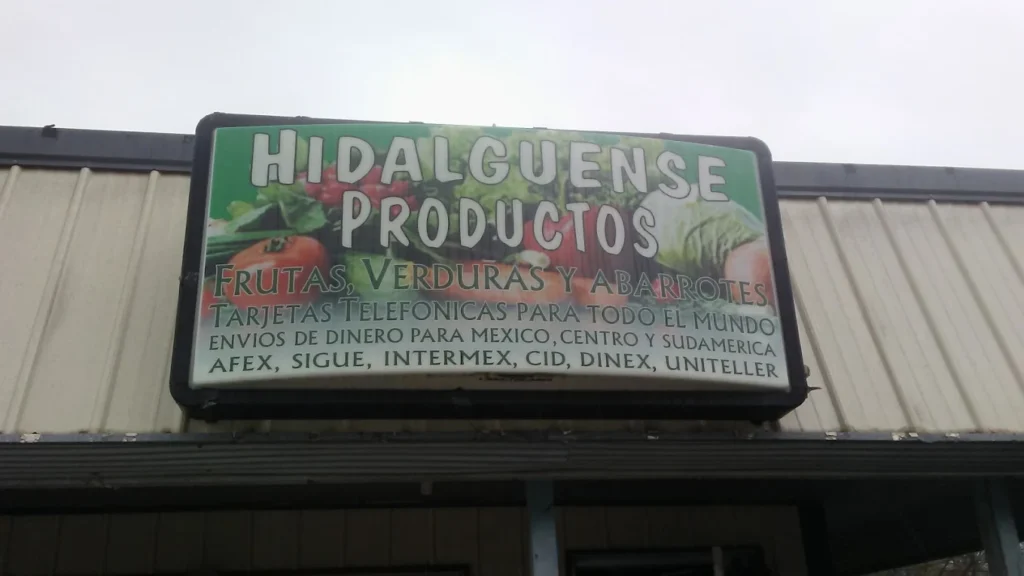 HIDALGUENSE
PRODUCTOS
FRUTAS, VERDURAS Y ABARROTES
TARJETAS TELEFONICAS PARA TODO EL MUNDO
ENVIOS DE DINERO PARA MEXICO, CENTRO Y SUDAMERICA
AFEX, SIGUE, INTERMEX, CID, DINEX, UNITELLER